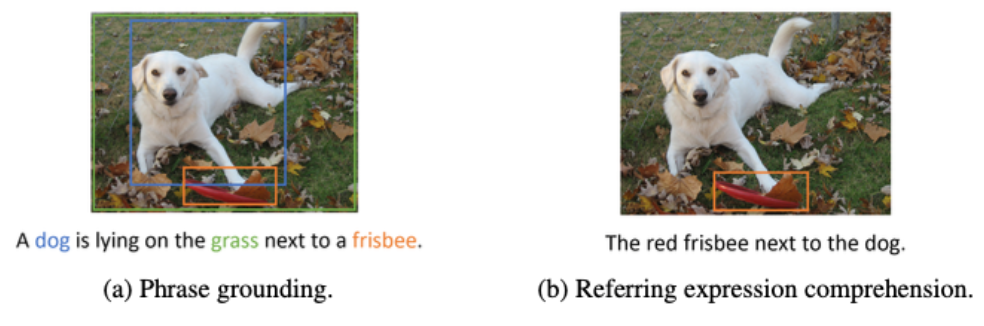 A dog is lying on the grass next to a frisbee.
The red frisbee next to the dog.
(a) Phrase grounding.
(b) Referring expression comprehension.